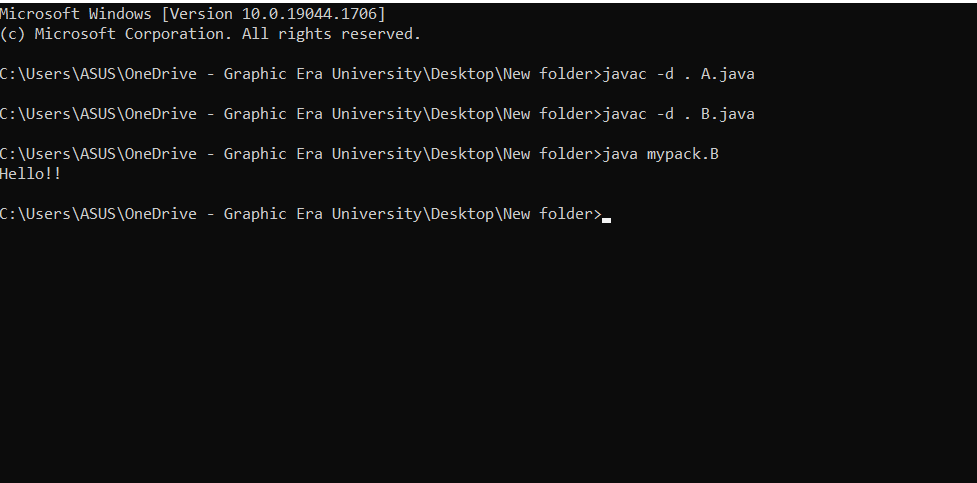 Microsoft Windows [Version 10.0.19044.1706]
(c) Microsoft Corporation. All rights reserved.
C:\Users\ASUS\OneDrive - Graphic Era University\Desktop\New folder>javac -d . A.java
C:\Users\ASUS\OneDrive - Graphic Era University\Desktop\New folder>javac -d . B.java
C:\Users\ASUS\OneDrive - Graphic Era University\Desktop\New folder>java mypack.B
Hello!!
C:\Users\ASUS\OneDrive - Graphic Era University\Desktop\New folder>